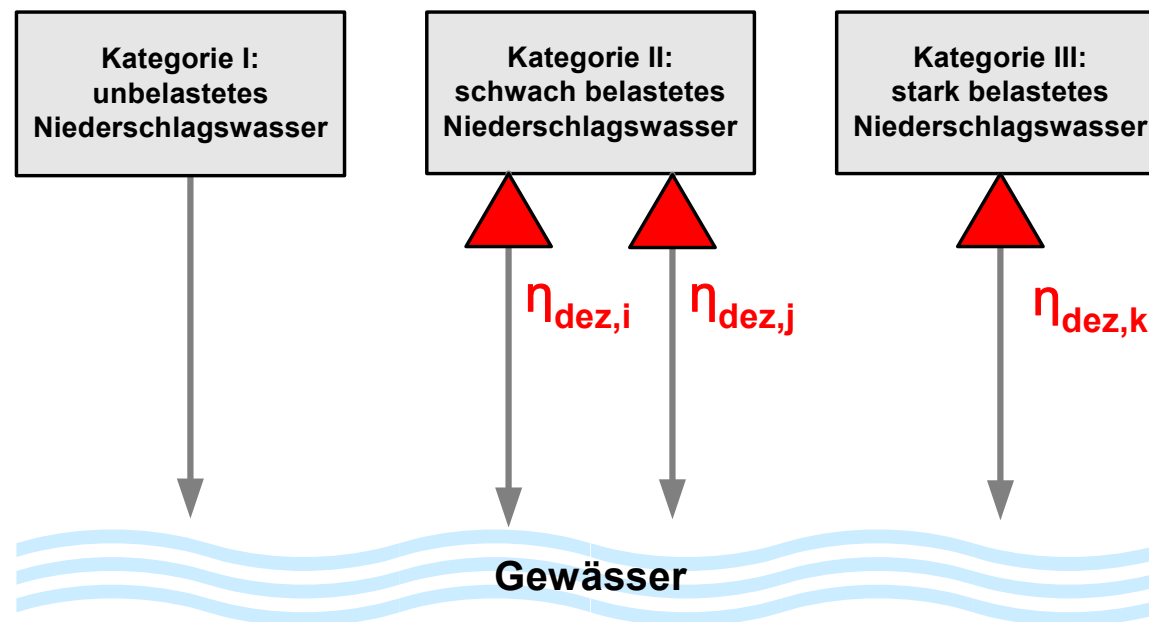 Kategorie I:
unbelastetes
Niederschlagswasser
Kategorie II:
schwach belastetes
Niederschlagswasser
Kategorie III:
stark belastetes
Niederschlagswasser
ηdez,i
ηdez,j
ηdez,k
Gewässer